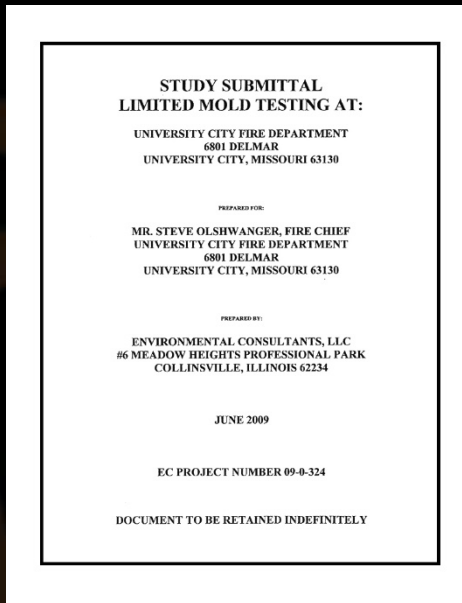 STUDY SUBMITTAL
LIMITED MOLD TESTING AT:
UNIVERSITY CITY FIRE DEPARTMENT
6801 DELMAR
UNIVERSITY CITY, MISSOURI 63130
PREPARED FOR:
MR. STEVE OLSHWANGER, FIRE CHIEF
UNIVERSITY CITY FIRE DEPARTMENT
6801 DELMAR
UNIVERSITY CITY, MISSOURI 63130
PREPARED BY:
ENVIRONMENTAL CONSULTANTS, LLC
#6 MEADOW HEIGHTS PROFESSIONAL PARK
COLLINSVILLE, ILLINOIS 62234
JUNE 2009
EC PROJECT NUMBER 09-0-324
DOCUMENT TO BE RETAINED INDEFINITELY